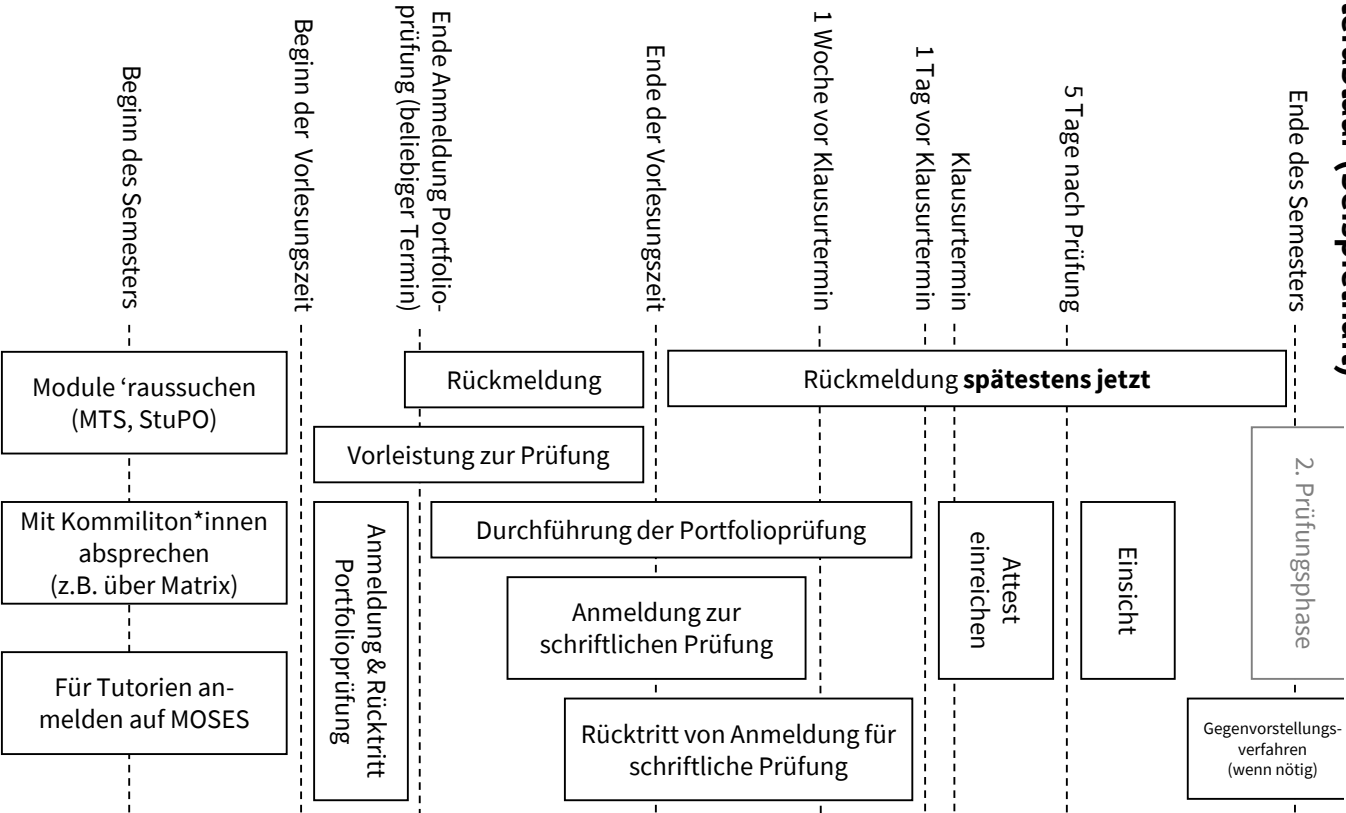 Beginn des Semesters
Beginn der Vorlesungszeit
Ende Anmeldung Portfolio-
prüfung (beliebiger Termin)
Ende der Vorlesungszeit
1 Woche vor Klausurtermin
1 Tag vor Klausurtermin
Klausurtermin
5 Tage nach Prüfung
Ende des Semesters
(beispielhaft)
Module ‘raussuchen
(MTS, StuPO)
Rückmeldung
Rückmeldung spätestens jetzt
Vorleistung zur Prüfung
2. Prüfungsphase
Mit Kommiliton*innen
absprechen
(z.B. über Matrix)
Anmeldung & Rücktritt
Portfolioprüfung
Durchführung der Portfolioprüfung
Attest
einreichen
Einsicht
Anmeldung zur
schriftlichen Prüfung
Für Tutorien an-
melden auf MOSES
Rücktritt von Anmeldung für
schriftliche Prüfung
Gegenvorstellungs-
verfahren
(wenn nötig)